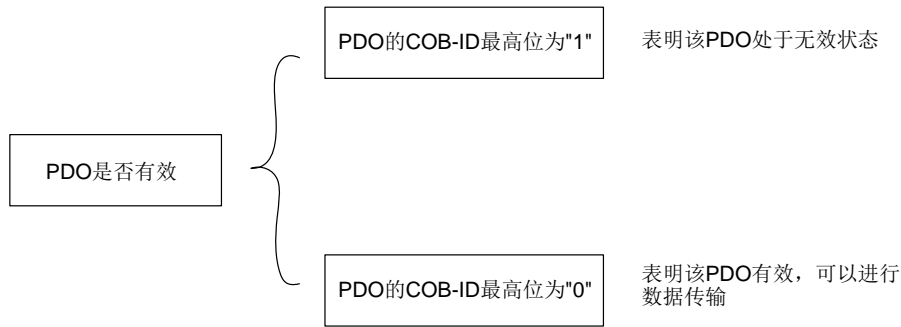 PDO的COB-ID最高位为"1"
表明该PDO处于无效状态
PDO是否有效
PDO的COB-ID最高位为"0"
表明该PDO有效，可以进行
数据传输